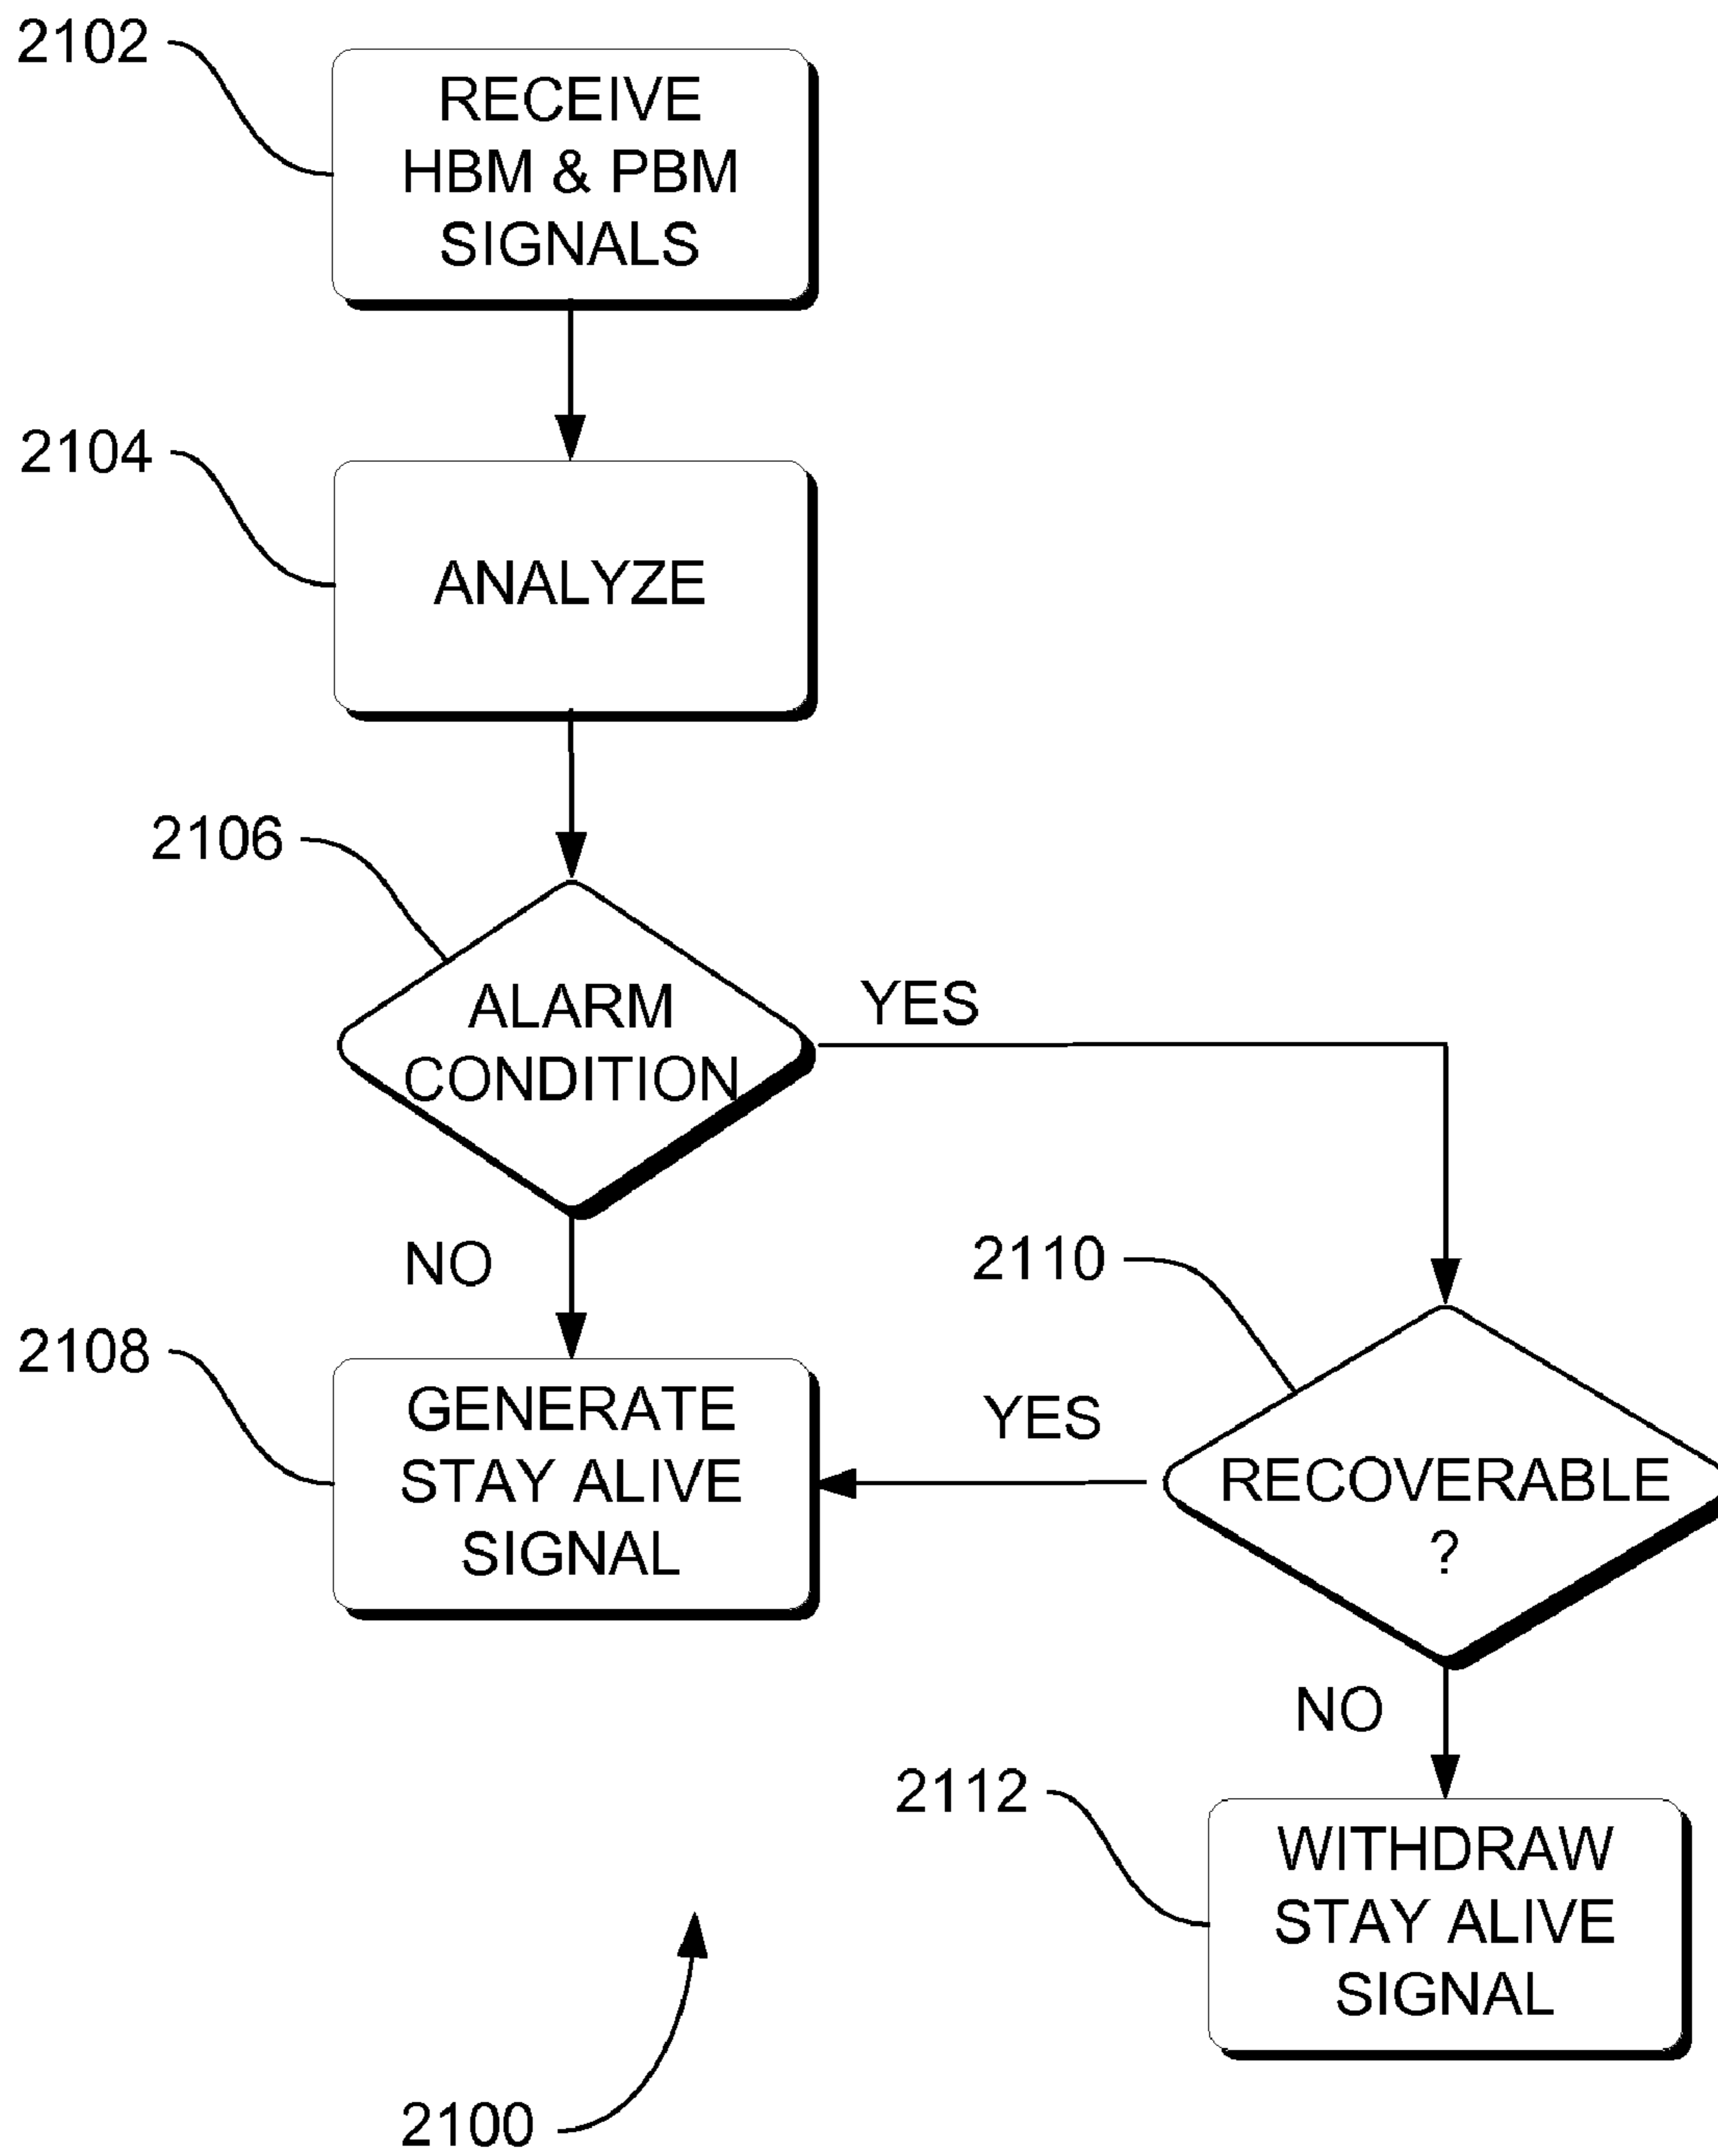 2102
RECEIVE
HBM & PBM
SIGNALS
2104
ANALYZE
2106
ALARM
CONDITION
YES
NO
2110
2108
GENERATE
STAY ALIVE
SIGNAL
YES
RECOVERABLE
?
NO
2112
WITHDRAW
STAY ALIVE
SIGNAL
2100